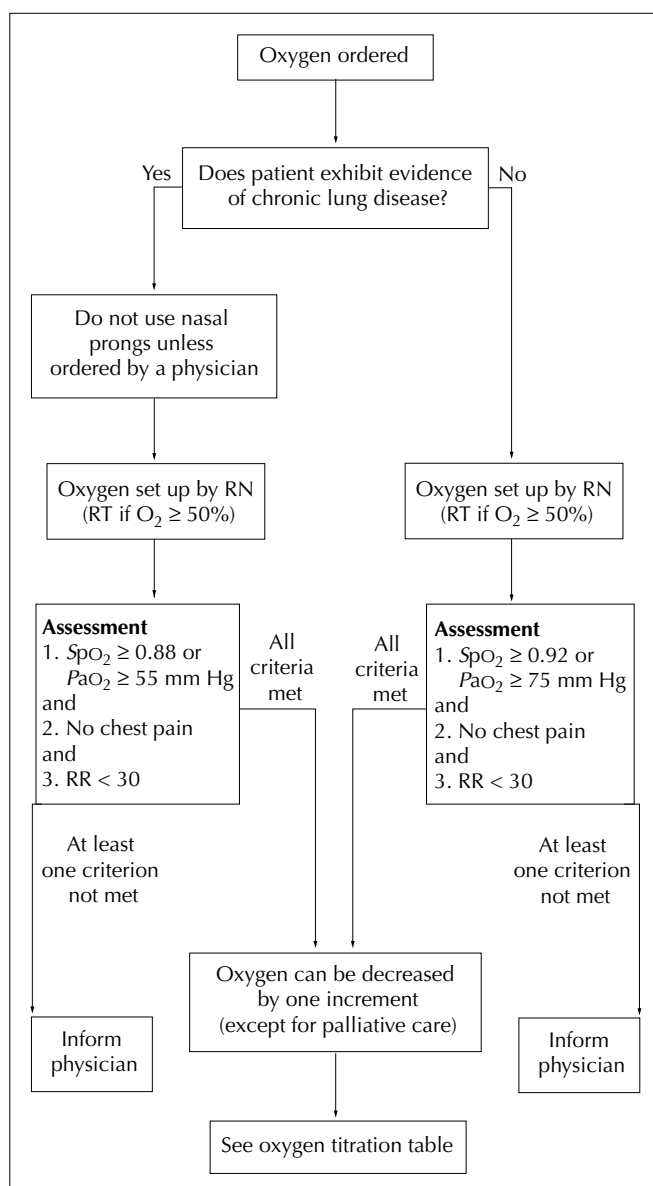 Oxygen ordered
Yes
Does patient exhibit evidence
of chronic lung disease?
No
Do not use nasal
prongs unless
ordered by a physician
Oxygen set up by RN
(RT if O₂ ≥ 50%)
Oxygen set up by RN
(RT if O₂ ≥ 50%)
Assessment
1. SpO₂ ≥ 0.88 or
PaO₂ ≥ 55 mm Hg
and
2. No chest pain
and
3. RR < 30
All
criteria
met
All
criteria
met
Assessment
1. SpO₂ ≥ 0.92 or
PaO₂ ≥ 75 mm Hg
and
2. No chest pain
and
3. RR < 30
At least
one criterion
not met
At least
one criterion
not met
Inform
physician
Oxygen can be decreased
by one increment
(except for palliative care)
Inform
physician
See oxygen titration table